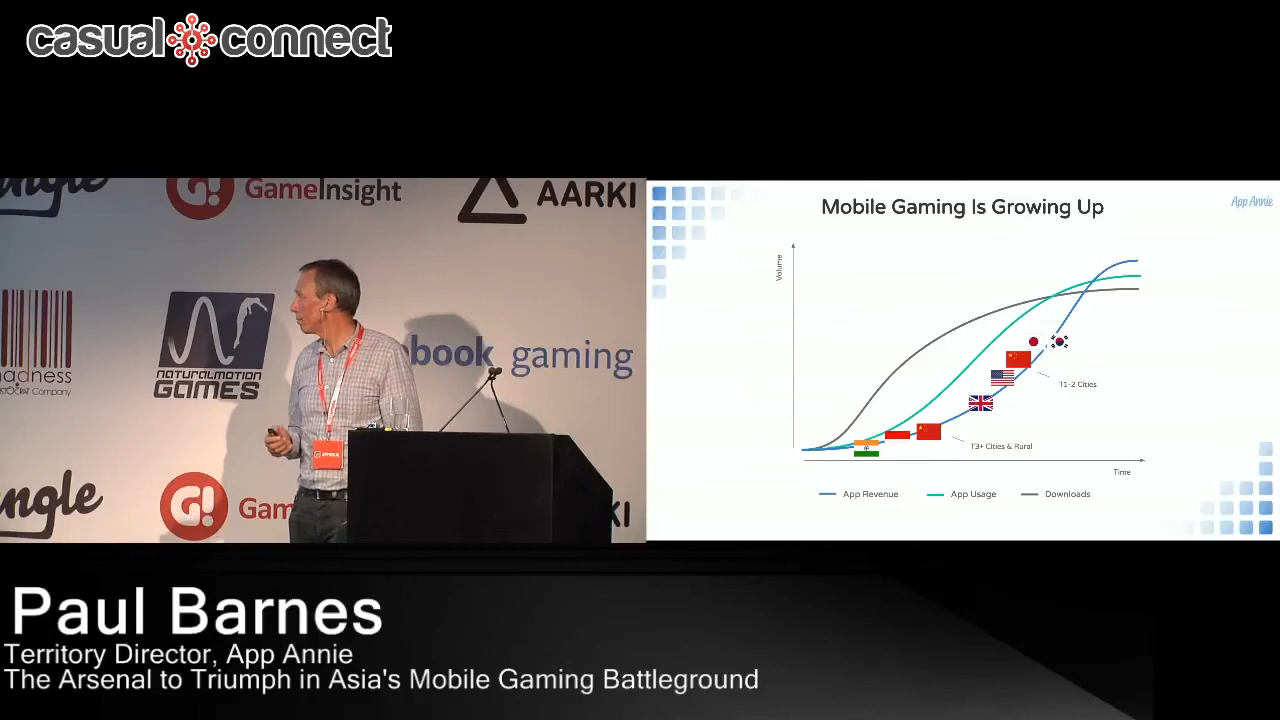 casual connect
GameInsight
AARKI
NATURALMOTION
GAMES
book gaming
G!
Gam
KI
Mobile Gaming Is Growing Up
App Annie
Volume
T1-2 Cities
T3+ Cities & Rural
Time
App Revenue
App Usage
Downloads
Paul Barnes
Territory Director, App Annie
The Arsenal to Triumph in Asia's Mobile Gaming Battleground